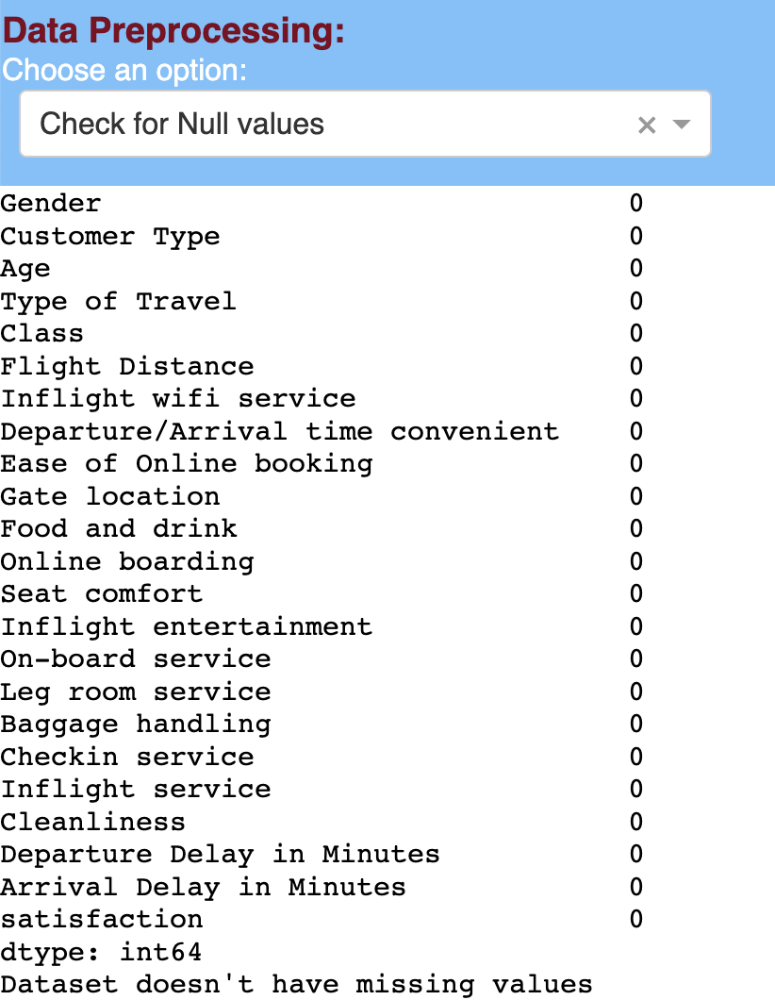 Data Preprocessing:
Choose an option:
Check for Null values
Gender 0
Customer Type 0
Age 0
Type of Travel 0
Class 0
Flight Distance 0
Inflight wifi service 0
Departure/Arrival time convenient 0
Ease of Online booking 0
Gate location 0
Food and drink 0
Online boarding 0
Seat comfort 0
Inflight entertainment 0
On-board service 0
Leg room service 0
Baggage handling 0
Checkin service 0
Inflight service 0
Cleanliness 0
Departure Delay in Minutes 0
Arrival Delay in Minutes 0
satisfaction 0
dtype: int64
Dataset doesn't have missing values